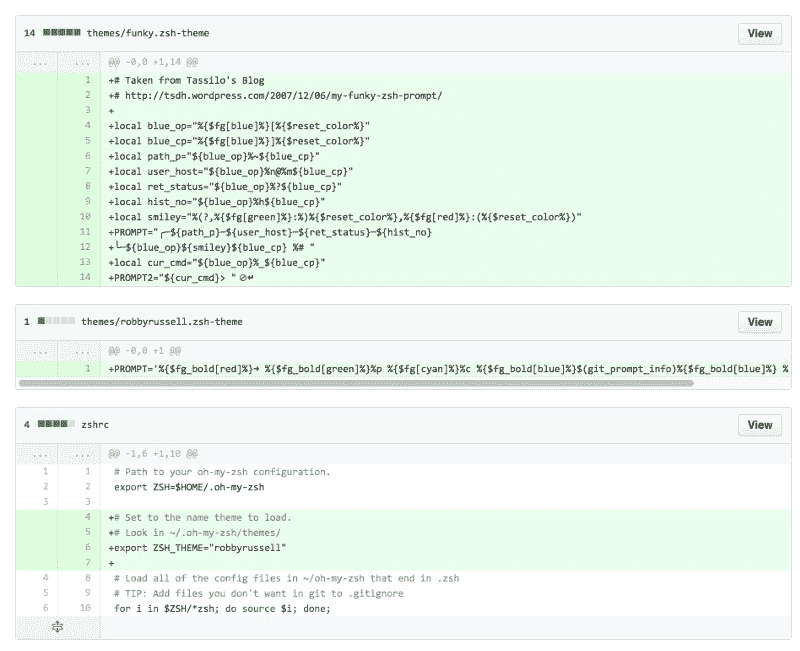 14 themes/funky.zsh-theme View
... ... @@ -0,0 +1,14 @@
1 +# Taken from Tassilo's Blog
2 +# http://tsdh.wordpress.com/2007/12/06/my-funky-zsh-prompt/
3 +
4 +local blue_op="%{$fg[blue]%}[%{$reset_color%}"
5 +local blue_cp="%{$fg[blue]%}]%{$reset_color%}"
6 +local path_p="${blue_op}%~${blue_cp}"
7 +local user_host="${blue_op}%n@%m${blue_cp}"
8 +local ret_status="${blue_op}%?${blue_cp}"
9 +local hist_no="${blue_op}%h${blue_cp}"
10 +local smiley="%(?,%{$fg[green]%}:%)%{$reset_color%},%{$fg[red]%}:(%{$reset_color%})"
11 +PROMPT="╭─${path_p}─${user_host}─${ret_status}─${hist_no}
12 +╰─${blue_op}${smiley}${blue_cp} %# "
13 +local cur_cmd="${blue_op}%_${blue_cp}"
14 +PROMPT2="${cur_cmd}> "
1 themes/robbyrussell.zsh-theme View
... ... @@ -0,0 +1 @@
1 +PROMPT='%{$fg_bold[red]%}➜ %{$fg_bold[green]%}%p %{$fg[cyan]%}%c %{$fg_bold[blue]%}$(git_prompt_info)%{$fg_bold[blue]%} %
4 zshrc View
... ... @@ -1,6 +1,10 @@
1 1 # Path to your oh-my-zsh configuration.
2 2 export ZSH=$HOME/.oh-my-zsh
3 3
4 +# Set to the name theme to load.
5 +# Look in ~/.oh-my-zsh/themes/
6 +export ZSH_THEME="robbyrussell"
7 +
4 8 # Load all of the config files in ~/oh-my-zsh that end in .zsh
5 9 # TIP: Add files you don't want in git to .gitignore
6 10 for i in $ZSH/*zsh; do source $i; done;